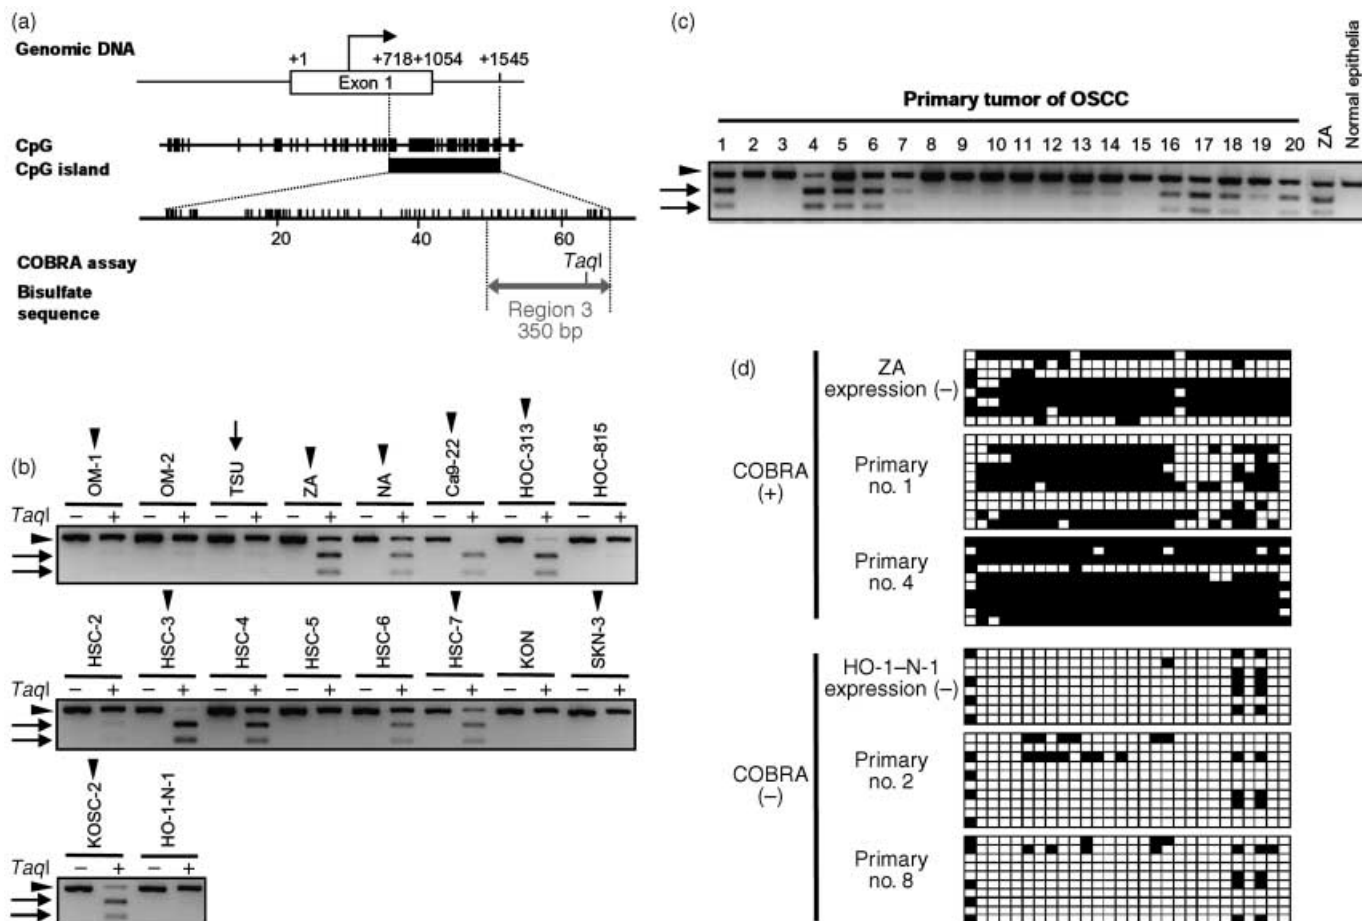 (a)
Genomic DNA
+1 +718 +1054 +1545
Exon 1
CpG
CpG island
20 40 60
COBRA assay
TaqI
Bisulfate
sequence
Region 3
350 bp
(b)
OM-1 OM-2 TSU ZA NA Ca9-22 HOC-313 HOC-815
TaqI − + − + − + − + − + − + − + − +
HSC-2 HSC-3 HSC-4 HSC-5 HSC-6 HSC-7 KON SKN-3
TaqI − + − + − + − + − + − + − + − +
KOSC-2 HO-1-N-1
TaqI − + − +
(c)
Primary tumor of OSCC
1 2 3 4 5 6 7 8 9 10 11 12 13 14 15 16 17 18 19 20 ZA Normal epithelia
(d)
COBRA
(+)
ZA
expression (−)
Primary
no. 1
Primary
no. 4
COBRA
(−)
HO-1–N-1
expression (−)
Primary
no. 2
Primary
no. 8